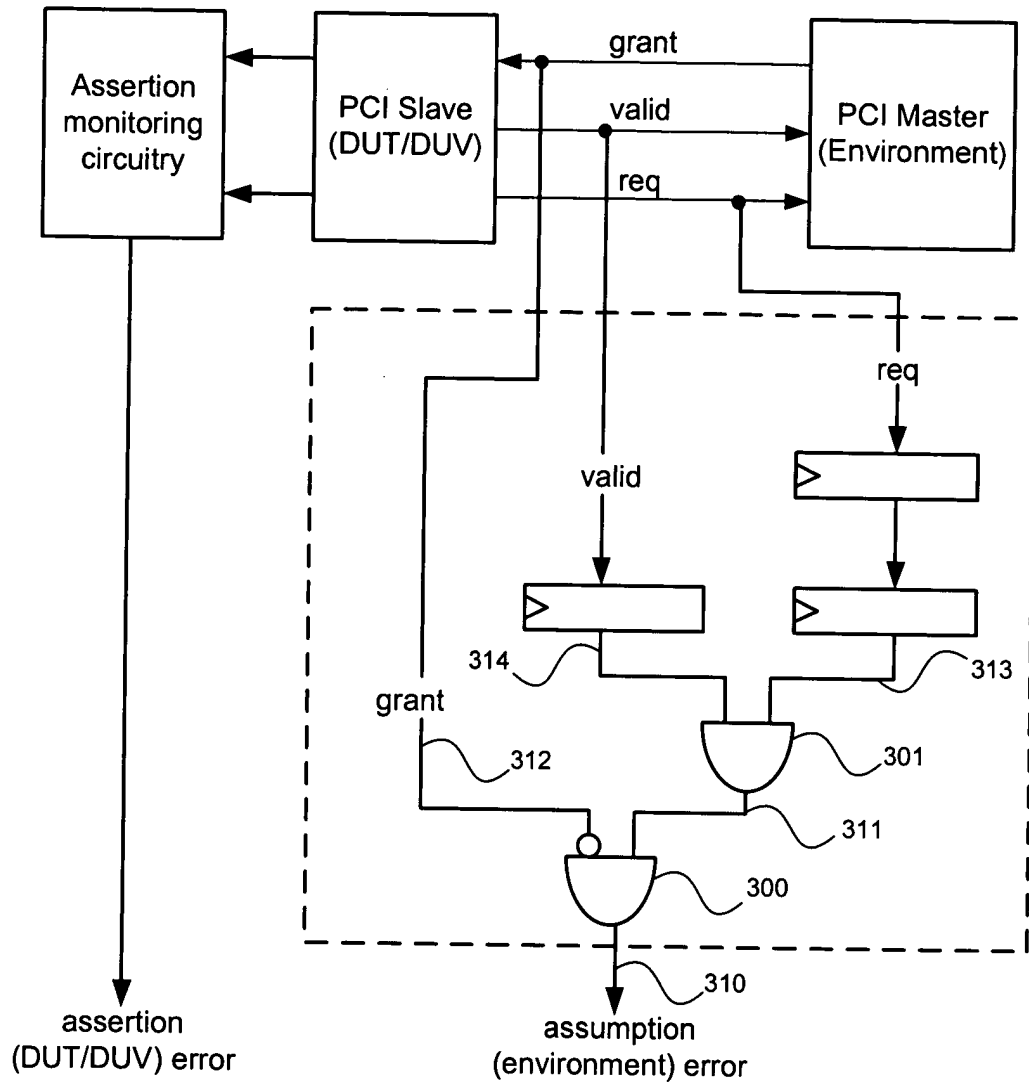 Assertion
monitoring
circuitry
PCI Slave
(DUT/DUV)
grant
valid
req
PCI Master
(Environment)
req
valid
314
313
grant
312
301
311
300
310
assertion
(DUT/DUV) error
assumption
(environment) error